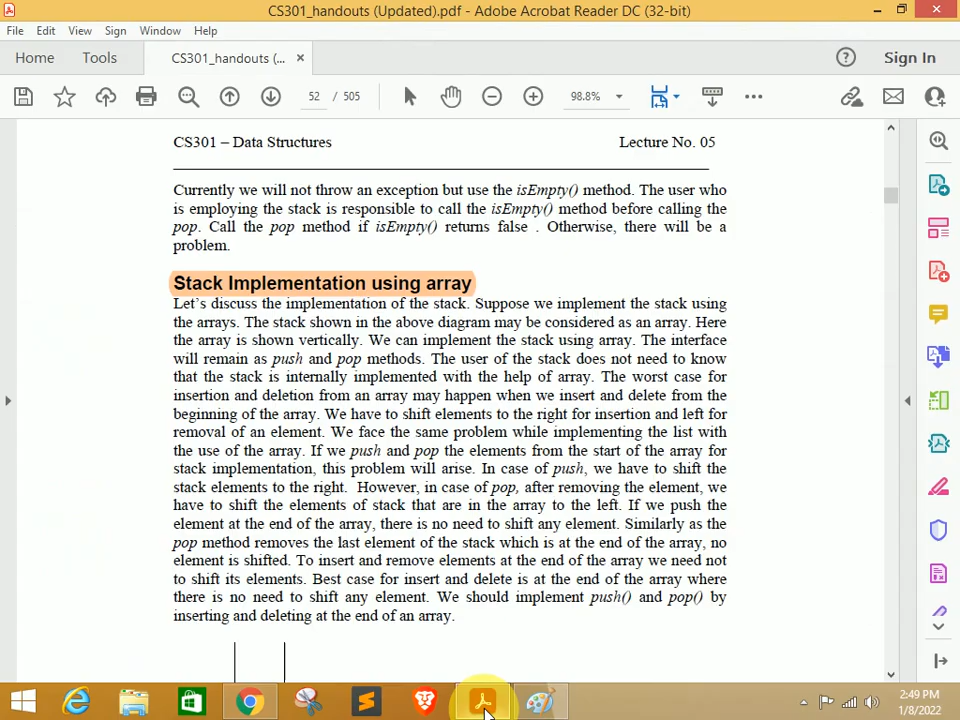 CS301_handouts (Updated).pdf - Adobe Acrobat Reader DC (32-bit)
File Edit View Sign Window Help
Home Tools CS301_handouts (... × Sign In
52 / 505 98.8%
CS301 – Data Structures Lecture No. 05
Currently we will not throw an exception but use the isEmpty() method. The user who
is employing the stack is responsible to call the isEmpty() method before calling the
pop. Call the pop method if isEmpty() returns false . Otherwise, there will be a
problem.
Stack Implementation using array
Let's discuss the implementation of the stack. Suppose we implement the stack using
the arrays. The stack shown in the above diagram may be considered as an array. Here
the array is shown vertically. We can implement the stack using array. The interface
will remain as push and pop methods. The user of the stack does not need to know
that the stack is internally implemented with the help of array. The worst case for
insertion and deletion from an array may happen when we insert and delete from the
beginning of the array. We have to shift elements to the right for insertion and left for
removal of an element. We face the same problem while implementing the list with
the use of the array. If we push and pop the elements from the start of the array for
stack implementation, this problem will arise. In case of push, we have to shift the
stack elements to the right. However, in case of pop, after removing the element, we
have to shift the elements of stack that are in the array to the left. If we push the
element at the end of the array, there is no need to shift any element. Similarly as the
pop method removes the last element of the stack which is at the end of the array, no
element is shifted. To insert and remove elements at the end of the array we need not
to shift its elements. Best case for insert and delete is at the end of the array where
there is no need to shift any element. We should implement push() and pop() by
inserting and deleting at the end of an array.
2:49 PM
1/8/2022